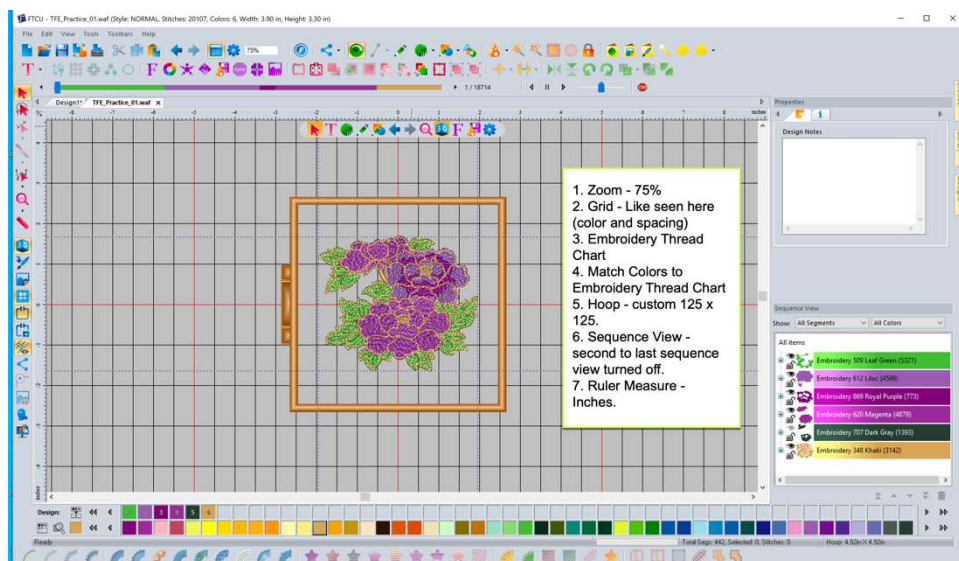 FTCU - TFE_Practice_01.waf (Style: NORMAL, Stitches: 20107, Colors: 6, Width: 3.90 in, Height: 3.30 in)
File Edit View Tools Toolbars Help
75%
1 / 18714
Design1* TFE_Practice_01.waf x
inches
Properties
Design Notes
1. Zoom - 75%
2. Grid - Like seen here
(color and spacing)
3. Embroidery Thread
Chart
4. Match Colors to
Embroidery Thread Chart
5. Hoop - custom 125 x
125.
6. Sequence View -
second to last sequence
view turned off.
7. Ruler Measure -
Inches.
Sequence View
Show: All Segments All Colors
All items
Embroidery 509 Leaf Green (5321)
Embroidery 612 Lilac (4599)
Embroidery 869 Royal Purple (773)
Embroidery 620 Magenta (4879)
Embroidery 707 Dark Gray (1393)
Embroidery 348 Khaki (3142)
inches
Design: 3 4 5 6
Ready
Total Segs: 442, Selected: 0, Stitches: 0 Hoop: 4.92in X 4.92in